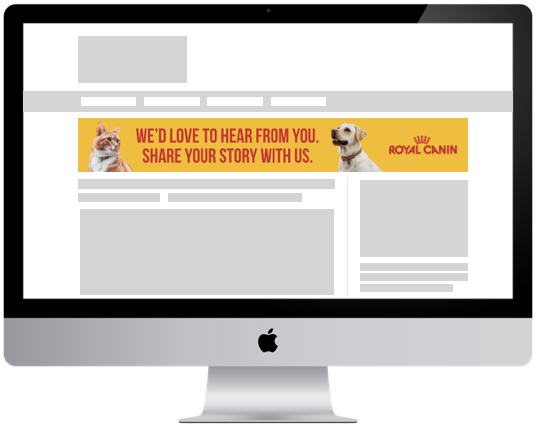 WE'D LOVE TO HEAR FROM YOU.
SHARE YOUR STORY WITH US.
ROYAL CANIN